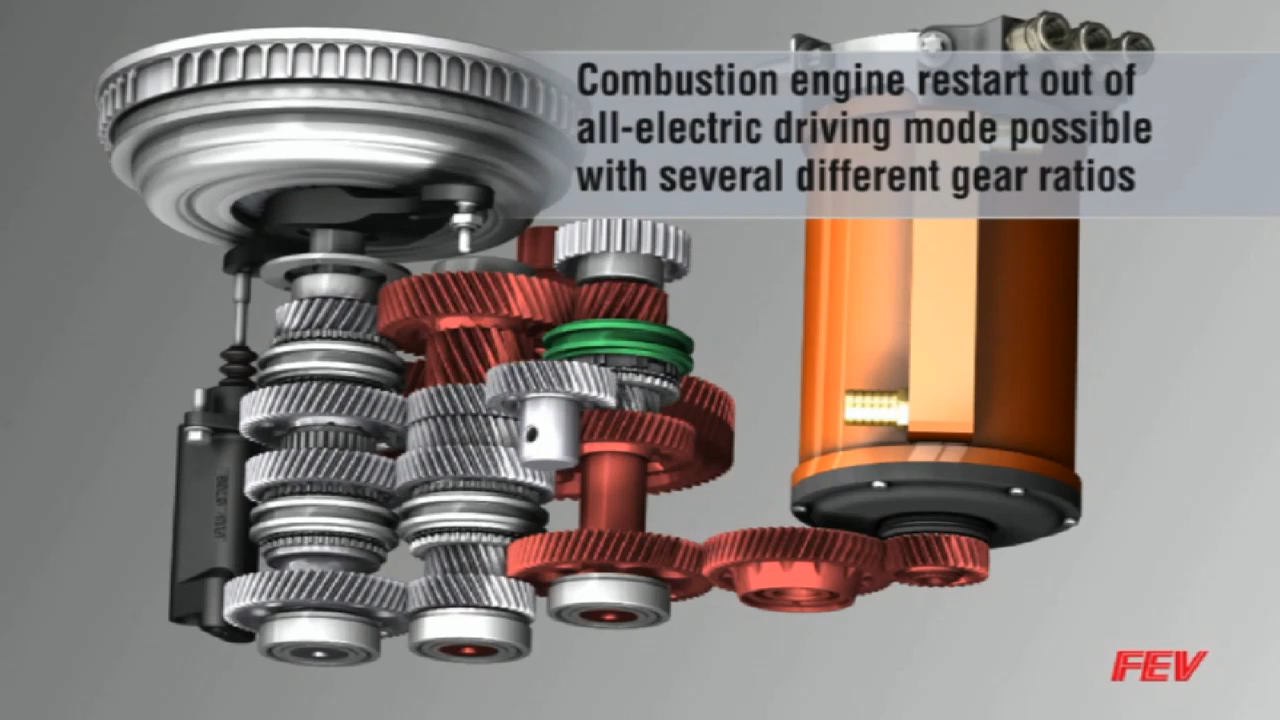 Combustion engine restart out of
all-electric driving mode possible
with several different gear ratios
FEV